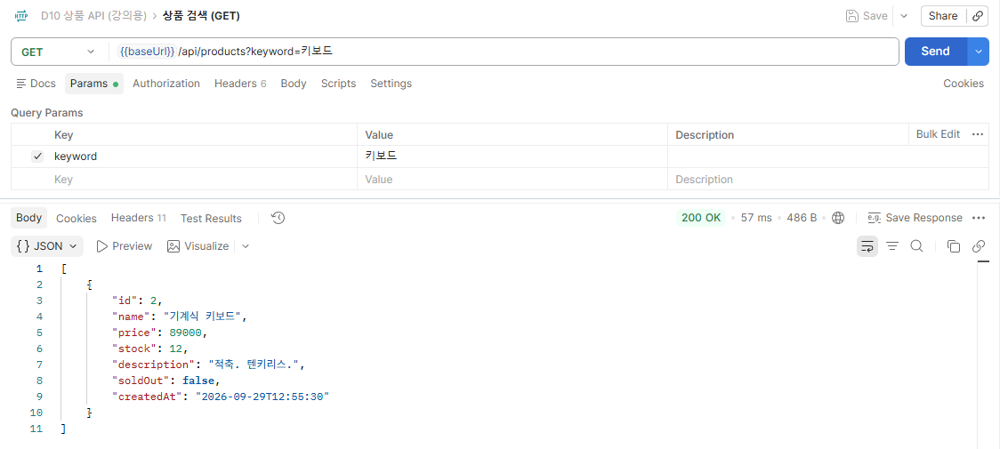 HTTP D10 상품 API (강의용) > 상품 검색 (GET) Save Share
GET {{baseUrl}}/api/products?keyword=키보드 Send
Docs Params Authorization Headers 6 Body Scripts Settings Cookies
Query Params
Key Value Description Bulk Edit
keyword 키보드
Key Value Description
Body Cookies Headers 11 Test Results 200 OK • 57 ms • 486 B • e.g. Save Response
{} JSON Preview Visualize
1 [
2 {
3 "id": 2,
4 "name": "기계식 키보드",
5 "price": 89000,
6 "stock": 12,
7 "description": "적축. 텐키리스.",
8 "soldOut": false,
9 "createdAt": "2026-09-29T12:55:30"
10 }
11 ]